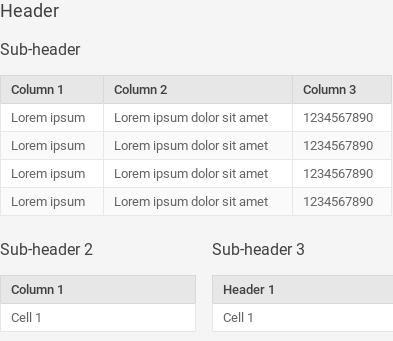 Header
Sub-header
Column 1 Column 2 Column 3
Lorem ipsum Lorem ipsum dolor sit amet 1234567890
Lorem ipsum Lorem ipsum dolor sit amet 1234567890
Lorem ipsum Lorem ipsum dolor sit amet 1234567890
Lorem ipsum Lorem ipsum dolor sit amet 1234567890
Sub-header 2 Sub-header 3
Column 1 Header 1
Cell 1 Cell 1